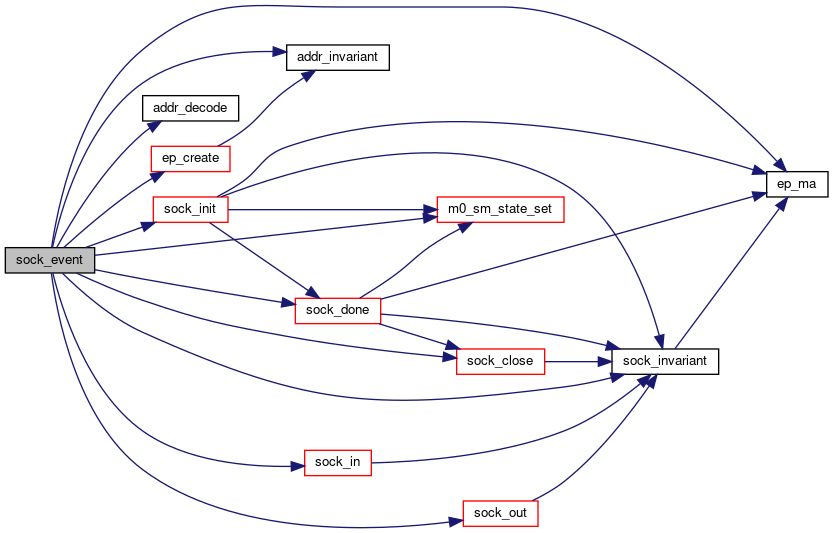 addr_invariant
addr_decode
ep_create
ep_ma
sock_init
m0_sm_state_set
sock_event
sock_done
sock_close
sock_invariant
sock_in
sock_out